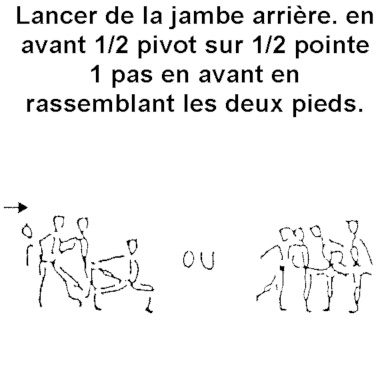 Lancer de la jambe arrière. en
avant 1/2 pivot sur 1/2 pointe
1 pas en avant en
rassemblant les deux pieds.
OU